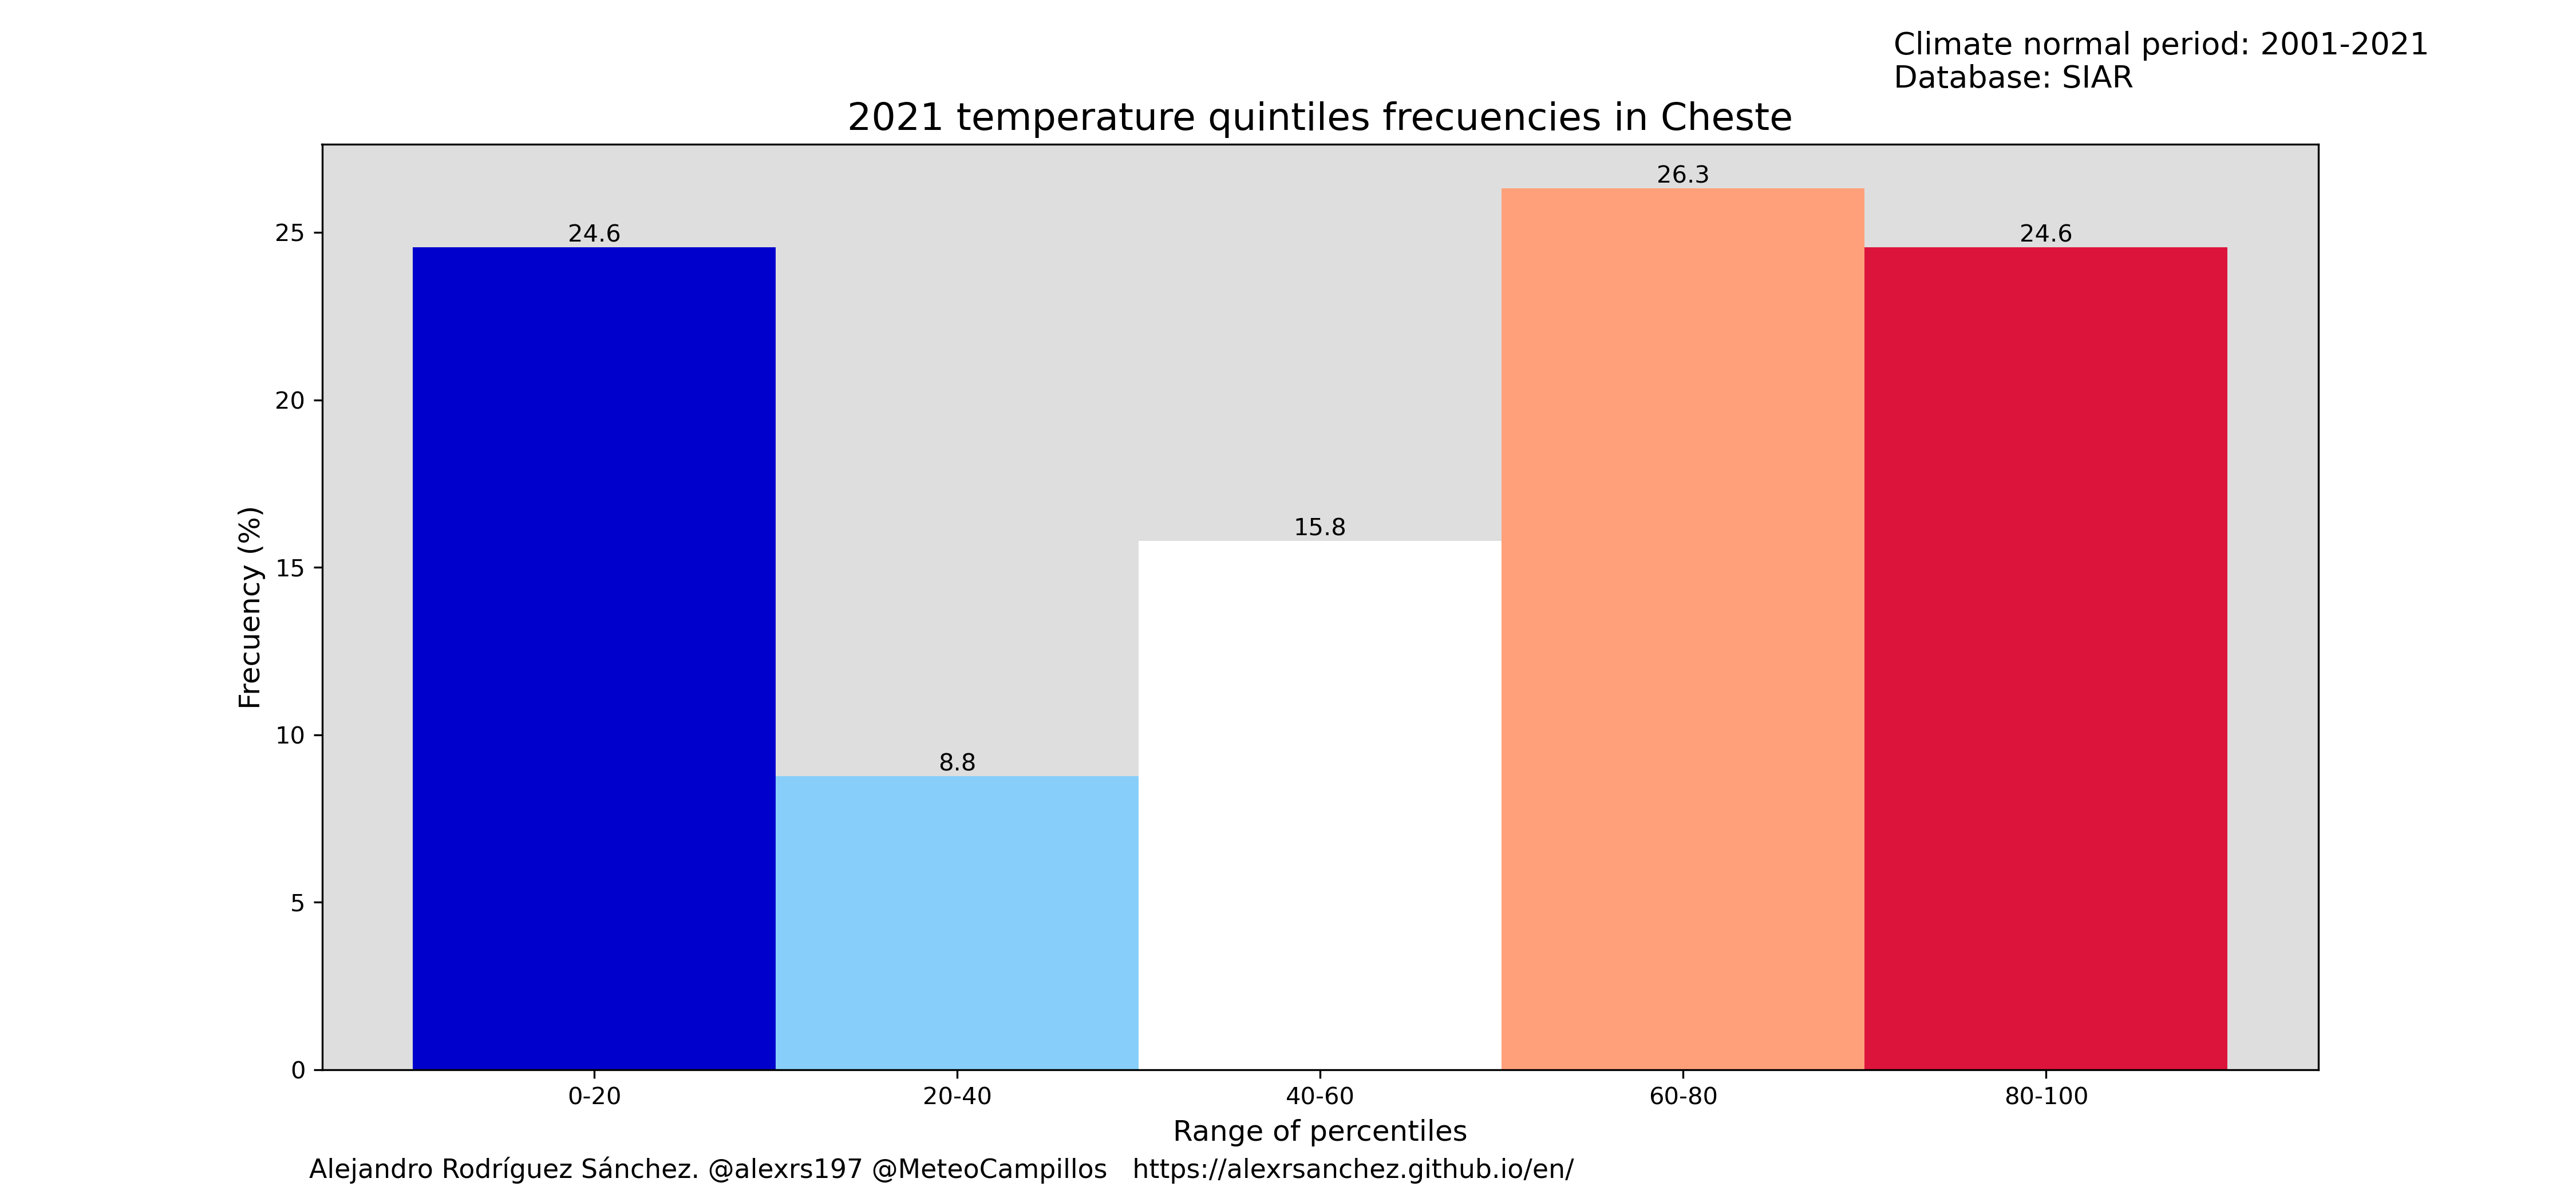 Climate normal period: 2001-2021
Database: SIAR
2021 temperature quintiles frecuencies in Cheste
Frecuency (%)
25
20
15
10
5
0
24.6
8.8
15.8
26.3
24.6
0-20
20-40
40-60
60-80
80-100
Range of percentiles
Alejandro Rodríguez Sánchez. @alexrs197 @MeteoCampillos   https://alexrsanchez.github.io/en/